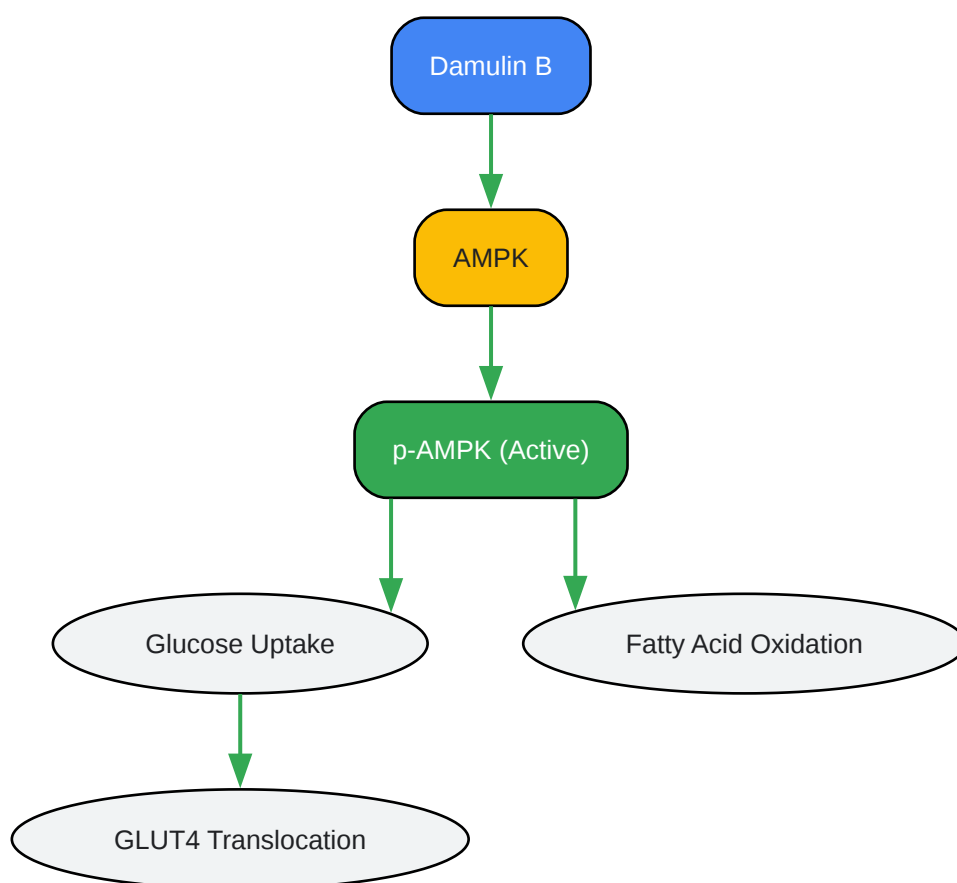 Damulin B
AMPK
p-AMPK (Active)
Glucose Uptake
Fatty Acid Oxidation
GLUT4 Translocation